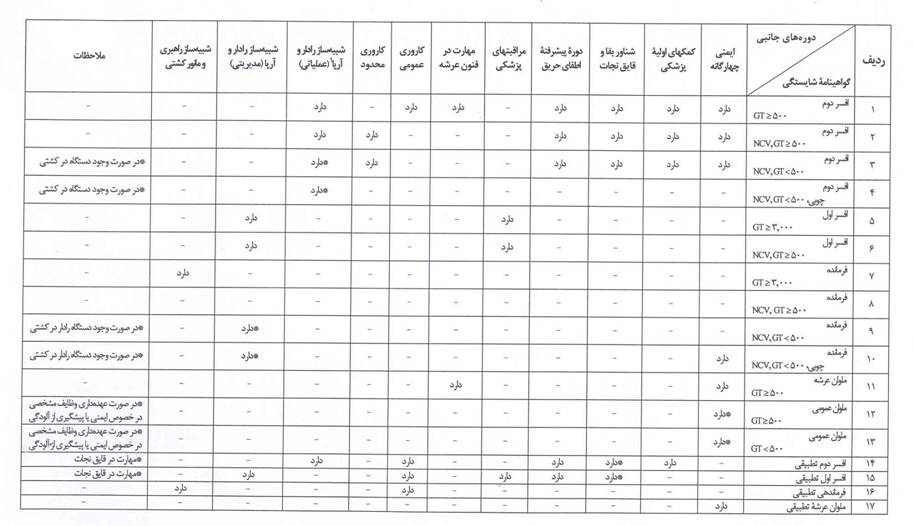 ردیف | دوره‌های جانبی / گواهینامهٔ شایستگی | ایمنی چهارگانه | کمکهای اولیهٔ پزشکی | شناور بقا و قایق نجات | دورهٔ پیشرفتهٔ اطفای حریق | مراقبتهای پزشکی | مهارت در فنون عرشه | کاروری عمومی | کاروری محدود | شبیه‌ساز رادار و آرپا (عملیاتی) | شبیه‌ساز رادار و آرپا (مدیریتی) | شبیه‌ساز راهبری و مانور کشتی | ملاحظات
۱ | افسر دوم GT ≥ ۵۰۰ | دارد | دارد | دارد | دارد | – | دارد | دارد | – | دارد | – | – | –
۲ | افسر دوم NCV, GT ≥ ۵۰۰ | دارد | دارد | دارد | دارد | – | – | – | دارد | دارد | – | – | –
۳ | افسر دوم NCV, GT < ۵۰۰ | دارد | دارد | دارد | دارد | – | – | – | دارد | *دارد | – | – | *در صورت وجود دستگاه در کشتی
۴ | افسر دوم چوبی، NCV, GT < ۵۰۰ | – | – | – | – | – | – | – | – | *دارد | – | – | *در صورت وجود دستگاه در کشتی
۵ | افسر اول GT ≥ ۳,۰۰۰ | – | – | – | – | دارد | – | – | – | – | دارد | – | –
۶ | افسر اول NCV, GT ≥ ۵۰۰ | – | – | – | – | دارد | – | – | – | – | دارد | – | –
۷ | فرمانده GT ≥ ۳,۰۰۰ | – | – | – | – | – | – | – | – | – | – | دارد | –
۸ | فرمانده NCV, GT ≥ ۵۰۰ | – | – | – | – | – | – | – | – | – | – | – | –
۹ | فرمانده NCV, GT < ۵۰۰ | – | – | – | – | – | – | – | – | – | *دارد | – | *در صورت وجود دستگاه رادار در کشتی
۱۰ | فرمانده چوبی، NCV, GT < ۵۰۰ | دارد | – | – | – | – | – | – | – | – | *دارد | – | *در صورت وجود دستگاه رادار در کشتی
۱۱ | ملوان عرشه GT ≥ ۵۰۰ | دارد | – | – | – | – | دارد | – | – | – | – | – | –
۱۲ | ملوان عمومی GT ≥ ۵۰۰ | *دارد | – | – | – | – | – | – | – | – | – | – | *در صورت عهده‌داری وظایف مشخصی در خصوص ایمنی یا پیشگیری از آلودگی
۱۳ | ملوان عمومی GT < ۵۰۰ | *دارد | – | – | – | – | – | – | – | – | – | – | *در صورت عهده‌داری وظایف مشخصی در خصوص ایمنی یا پیشگیری از آلودگی
۱۴ | افسر دوم تطبیقی | – | دارد | *دارد | دارد | – | – | دارد | – | دارد | – | – | *مهارت در قایق نجات
۱۵ | افسر اول تطبیقی | – | – | *دارد | دارد | دارد | – | دارد | – | – | دارد | – | *مهارت در قایق نجات
۱۶ | فرماندهی تطبیقی | – | – | – | – | – | – | دارد | – | – | – | دارد | –
۱۷ | ملوان عرشهٔ تطبیقی | دارد | – | – | – | – | – | – | – | – | – | – | –